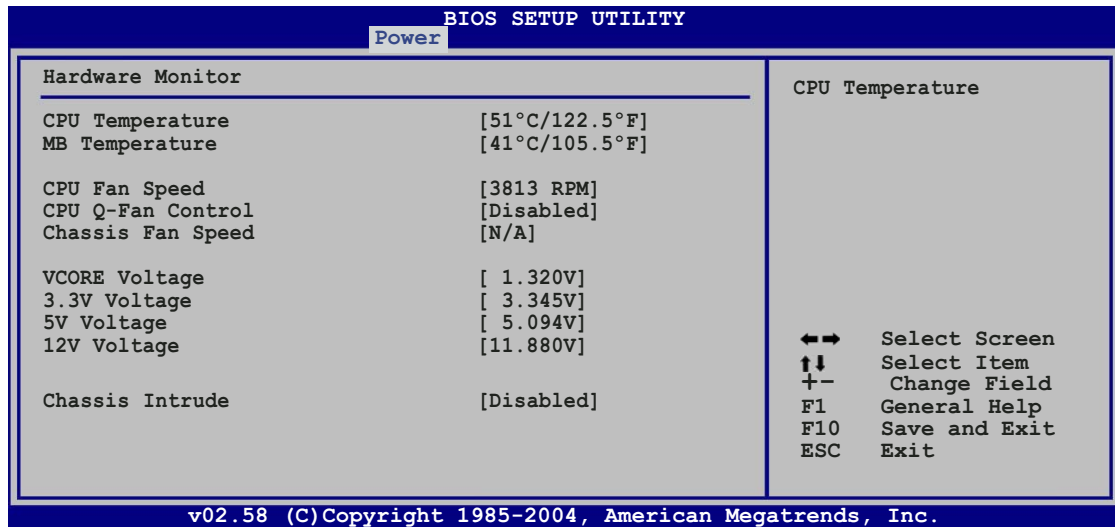 BIOS SETUP UTILITY
Power
Hardware Monitor
CPU Temperature [51°C/122.5°F]
MB Temperature [41°C/105.5°F]
CPU Fan Speed [3813 RPM]
CPU Q-Fan Control [Disabled]
Chassis Fan Speed [N/A]
VCORE Voltage [ 1.320V]
3.3V Voltage [ 3.345V]
5V Voltage [ 5.094V]
12V Voltage [11.880V]
Chassis Intrude [Disabled]
CPU Temperature
←→ Select Screen
↑↓ Select Item
+- Change Field
F1 General Help
F10 Save and Exit
ESC Exit
v02.58 (C)Copyright 1985-2004, American Megatrends, Inc.